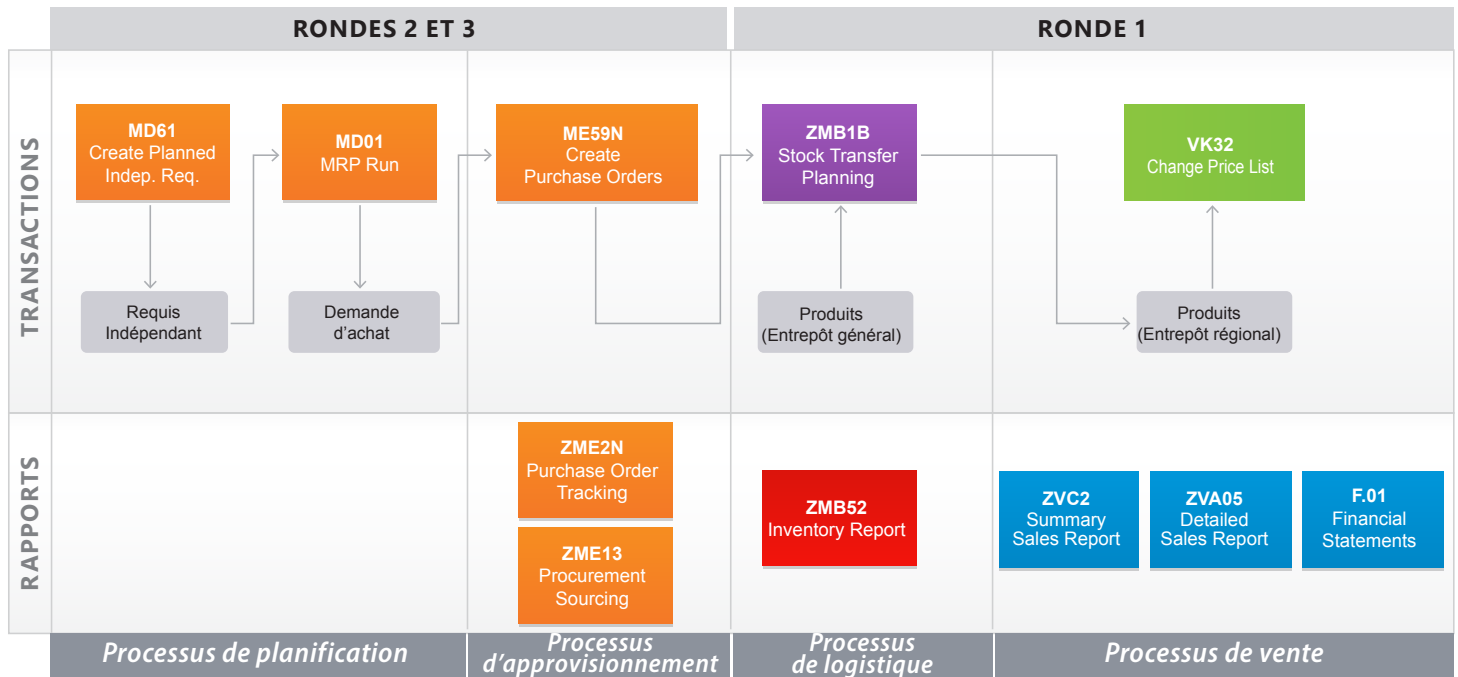 RONDES 2 ET 3
RONDE 1
TRANSACTIONS
MD61
Create Planned
Indep. Req.
MD01
MRP Run
ME59N
Create
Purchase Orders
ZMB1B
Stock Transfer
Planning
VK32
Change Price List
Requis
Indépendant
Demande
d’achat
Produits
(Entrepôt général)
Produits
(Entrepôt régional)
RAPPORTS
ZME2N
Purchase Order
Tracking
ZME13
Procurement
Sourcing
ZMB52
Inventory Report
ZVC2
Summary
Sales Report
ZVA05
Detailed
Sales Report
F.01
Financial
Statements
Processus de planification
Processus
d’approvisionnement
Processus
de logistique
Processus de vente